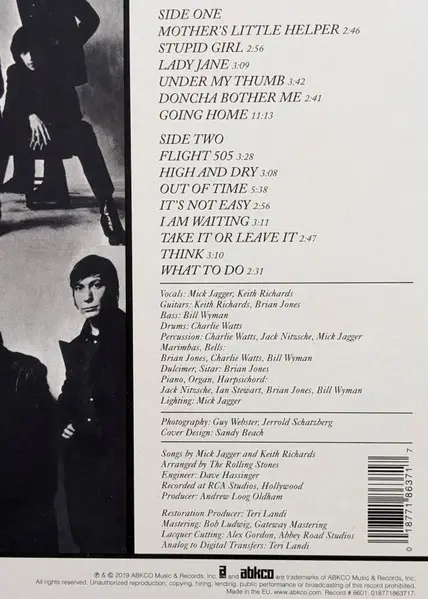 SIDE ONE
MOTHER'S LITTLE HELPER 2:46
STUPID GIRL 2:56
LADY JANE 3:09
UNDER MY THUMB 3:42
DONCHA BOTHER ME 2:41
GOING HOME 11:13
SIDE TWO
FLIGHT 505 3:28
HIGH AND DRY 3:08
OUT OF TIME 5:38
IT'S NOT EASY 2:56
I AM WAITING 3:11
TAKE IT OR LEAVE IT 2:47
THINK 3:10
WHAT TO DO 2:31
Vocals: Mick Jagger, Keith Richards
Guitars: Keith Richards, Brian Jones
Bass: Bill Wyman
Drums: Charlie Watts
Percussion: Charlie Watts, Jack Nitzsche, Mick Jagger
Marimbas, Bells:
Brian Jones, Charlie Watts, Bill Wyman
Dulcimer, Sitar: Brian Jones
Piano, Organ, Harpsichord:
Jack Nitzsche, Ian Stewart, Brian Jones, Bill Wyman
Lighting: Mick Jagger
Photography: Guy Webster, Jerrold Schatzberg
Cover Design: Sandy Beach
Songs by Mick Jagger and Keith Richards
Arranged by The Rolling Stones
Engineer: Dave Hassinger
Recorded at RCA Studios, Hollywood
Producer: Andrew Loog Oldham
Restoration Producer: Teri Landi
Mastering: Bob Ludwig, Gateway Mastering
Lacquer Cutting: Alex Gordon, Abbey Road Studios
Analog to Digital Transfers: Teri Landi
0 18771 86371 7
℗ & © 2019 ABKCO Music & Records, Inc. a and abkco are trademarks of ABKCO Music & Records, Inc.
All rights reserved. Unauthorized reproduction, copying, hiring, lending, public performance or broadcasting is prohibited.
Made in the EU. www.abkco.com Record # 8601 018771863717